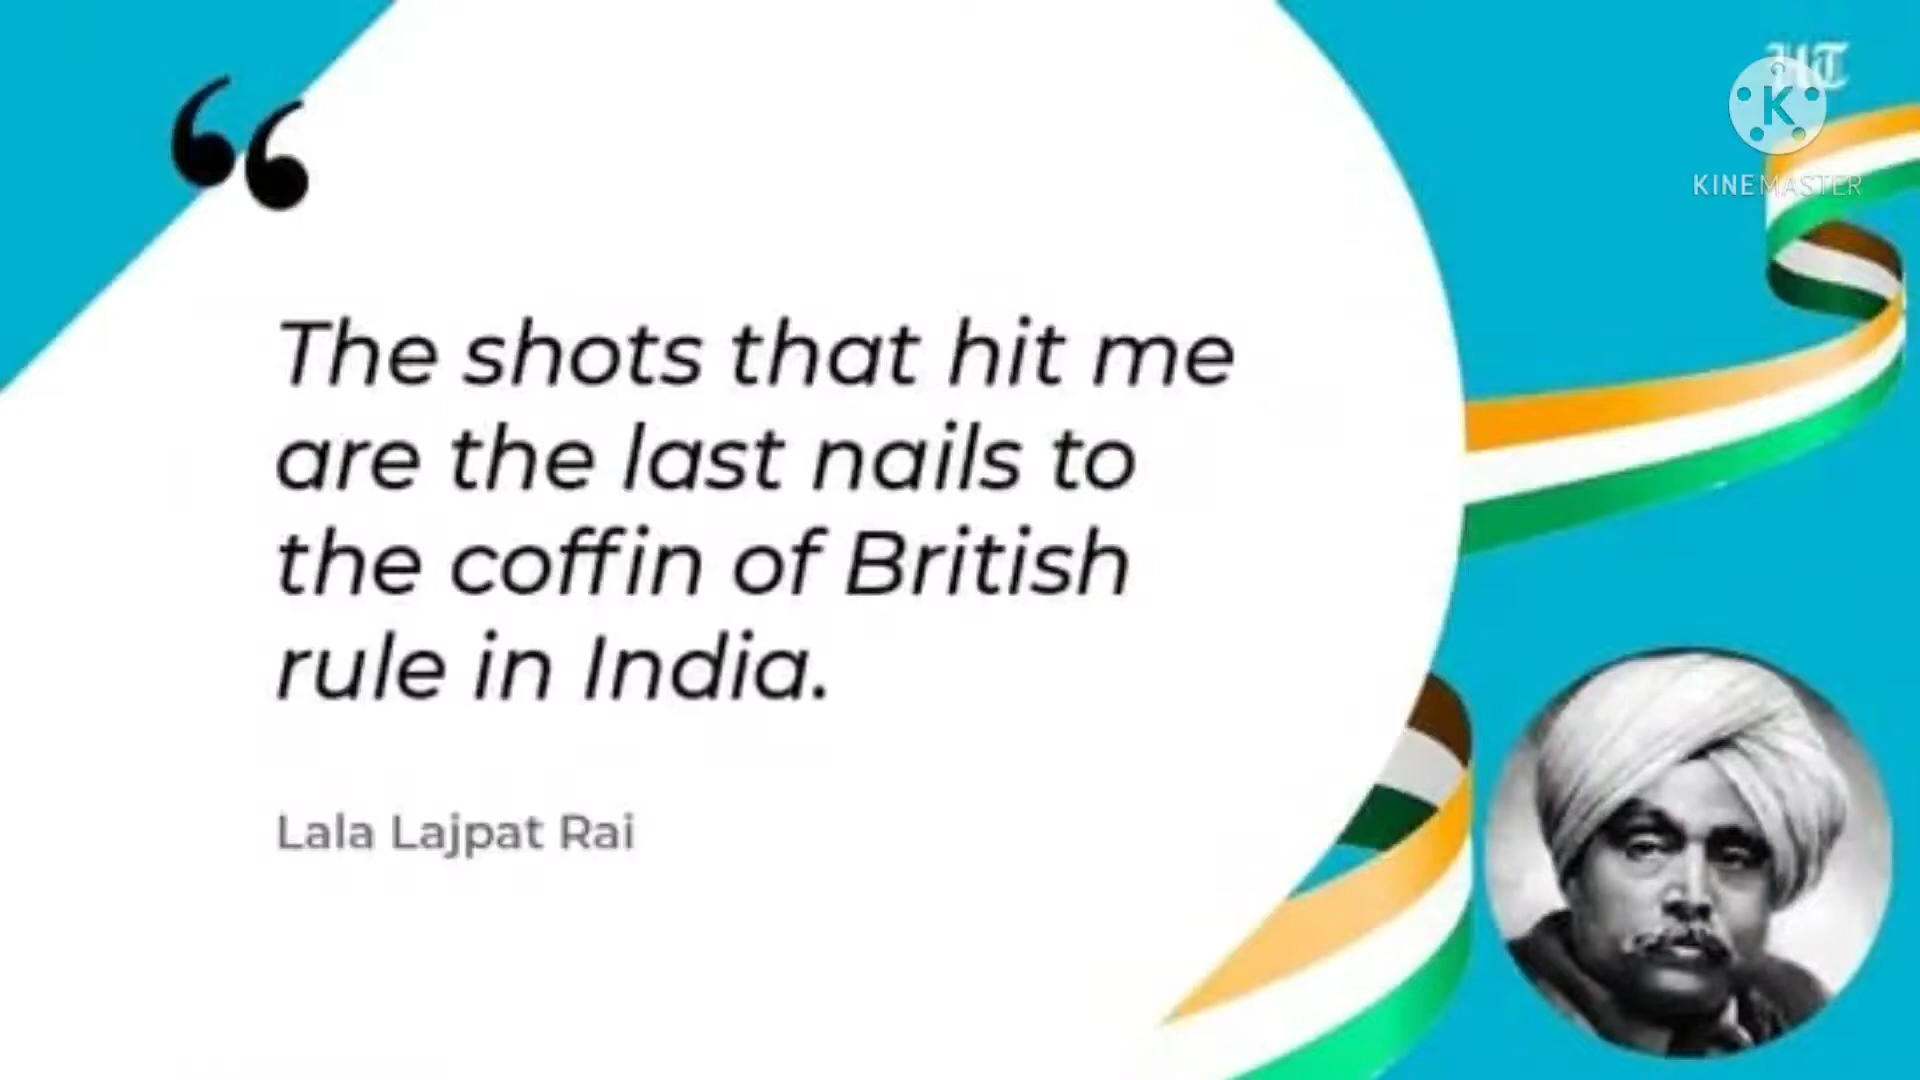 HT
K
KINEMASTER
“
The shots that hit me
are the last nails to
the coffin of British
rule in India.
Lala Lajpat Rai